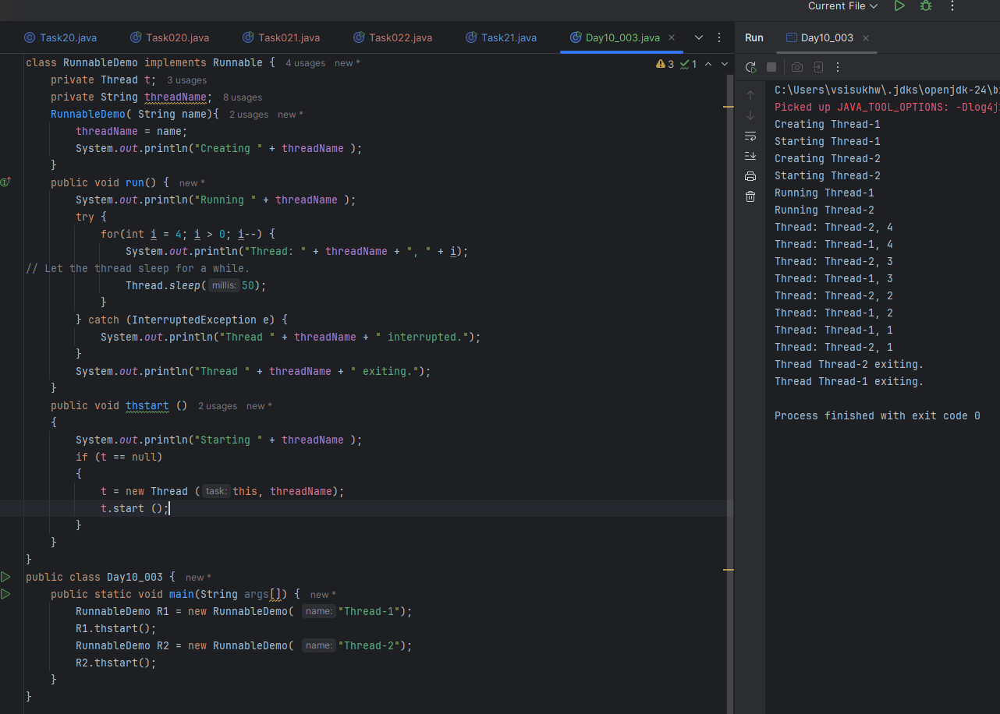 Current File
Task20.java Task020.java Task021.java Task022.java Task21.java Day10_003.java Run Day10_003
class RunnableDemo implements Runnable { 4 usages new *
3 1
private Thread t; 3 usages
private String threadName; 8 usages
RunnableDemo( String name){ 2 usages new *
threadName = name;
System.out.println("Creating " + threadName );
}
public void run() { new *
System.out.println("Running " + threadName );
try {
for(int i = 4; i > 0; i--) {
System.out.println("Thread: " + threadName + ", " + i);
// Let the thread sleep for a while.
Thread.sleep( millis: 50);
}
} catch (InterruptedException e) {
System.out.println("Thread " + threadName + " interrupted.");
}
System.out.println("Thread " + threadName + " exiting.");
}
public void thstart () 2 usages new *
{
System.out.println("Starting " + threadName );
if (t == null)
{
t = new Thread ( task: this, threadName);
t.start ();
}
}
}
public class Day10_003 { new *
public static void main(String args[]) { new *
RunnableDemo R1 = new RunnableDemo( name: "Thread-1");
R1.thstart();
RunnableDemo R2 = new RunnableDemo( name: "Thread-2");
R2.thstart();
}
}
C:\Users\vsisukhw\.jdks\openjdk-24\b
Picked up JAVA_TOOL_OPTIONS: -Dlog4j
Creating Thread-1
Starting Thread-1
Creating Thread-2
Starting Thread-2
Running Thread-1
Running Thread-2
Thread: Thread-2, 4
Thread: Thread-1, 4
Thread: Thread-2, 3
Thread: Thread-1, 3
Thread: Thread-2, 2
Thread: Thread-1, 2
Thread: Thread-1, 1
Thread: Thread-2, 1
Thread Thread-2 exiting.
Thread Thread-1 exiting.
Process finished with exit code 0